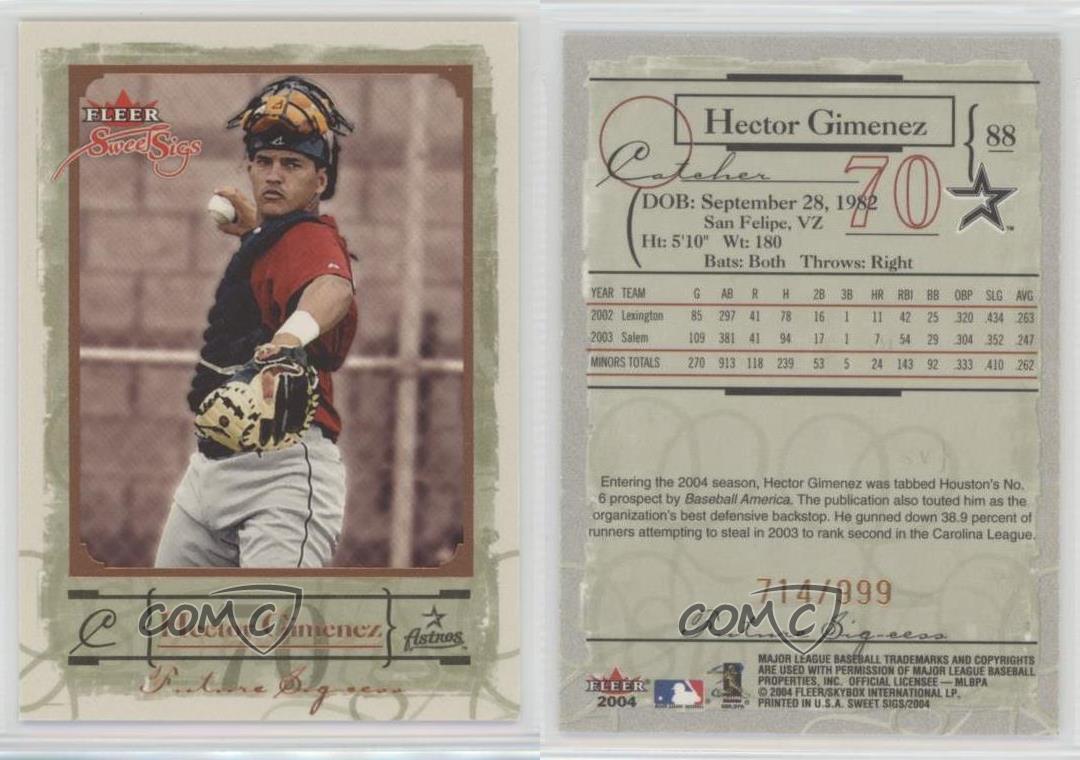 FLEER
Sweet Sigs
C
Hector Gimenez
70
Astros
Future Sig-cess
COMC
Hector Gimenez
88
Catcher
70
DOB: September 28, 1982
San Felipe, VZ
Ht: 5'10" Wt: 180
Bats: Both Throws: Right
YEAR TEAM G AB R H 2B 3B HR RBI BB OBP SLG AVG
2002 Lexington 85 297 41 78 16 1 11 42 25 .320 .434 .263
2003 Salem 109 381 41 94 17 1 7 54 29 .304 .352 .247
MINORS TOTALS 270 913 118 239 53 5 24 143 92 .333 .410 .262
Entering the 2004 season, Hector Gimenez was tabbed Houston's No.
6 prospect by Baseball America. The publication also touted him as the
organization's best defensive backstop. He gunned down 38.9 percent of
runners attempting to steal in 2003 to rank second in the Carolina League.
714/999
COMC
Future Sig-cess
FLEER
2004
MAJOR LEAGUE BASEBALL TRADEMARKS AND COPYRIGHTS
ARE USED WITH PERMISSION OF MAJOR LEAGUE BASEBALL
PROPERTIES, INC. OFFICIAL LICENSEE — MLBPA
© 2004 FLEER/SKYBOX INTERNATIONAL LP.
PRINTED IN U.S.A. SWEET SIGS/2004